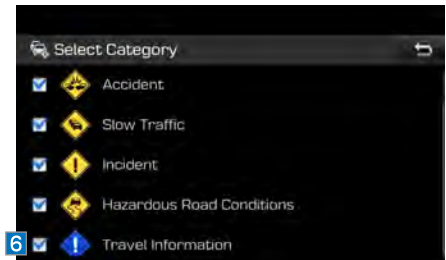 Select Category
Accident
Slow Traffic
Incident
Hazardous Road Conditions
6 Travel Information